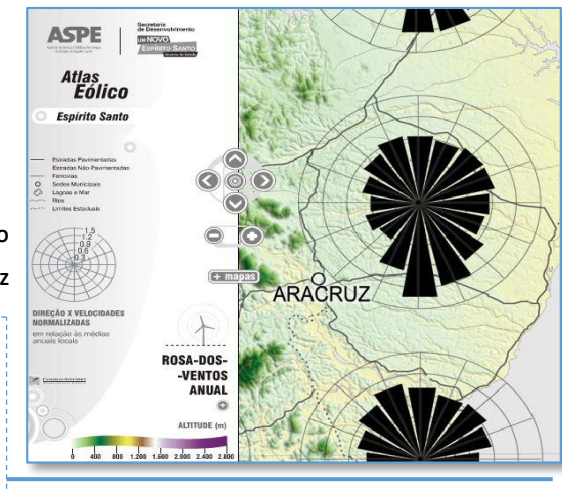 ASPE
Secretaria
de Desenvolvimento
UM NOVO
ESPÍRITO SANTO
Atlas
Eólico
Espírito Santo
Estradas Pavimentadas
Estradas Não-Pavimentadas
Ferrovias
Sedes Municipais
Lagoas e Mar
Rios
Limites Estaduais
O
Z
1.5
1.2
0.9
0.6
0.3
+ mapas
ARACRUZ
DIREÇÃO X VELOCIDADES
NORMALIZADAS
em relação às médias
anuais locais
ROSA-DOS-
-VENTOS
ANUAL
ALTITUDE (m)
0 400 800 1.200 1.600 2.000 2.400 2.800